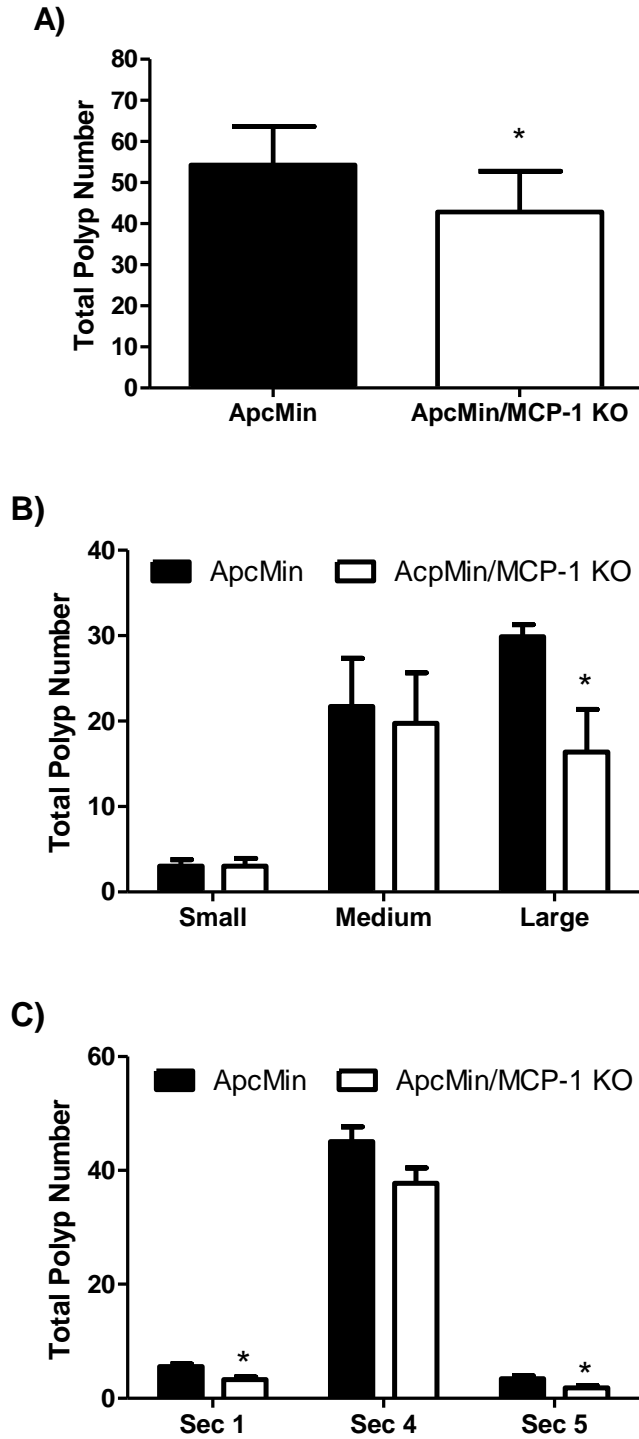 A)
Total Polyp Number
80
70
60
50
40
30
20
10
0
*
ApcMin ApcMin/MCP-1 KO
B)
Total Polyp Number
40
30
20
10
0
ApcMin AcpMin/MCP-1 KO
*
Small Medium Large
C)
Total Polyp Number
60
40
20
0
ApcMin ApcMin/MCP-1 KO
* *
Sec 1 Sec 4 Sec 5